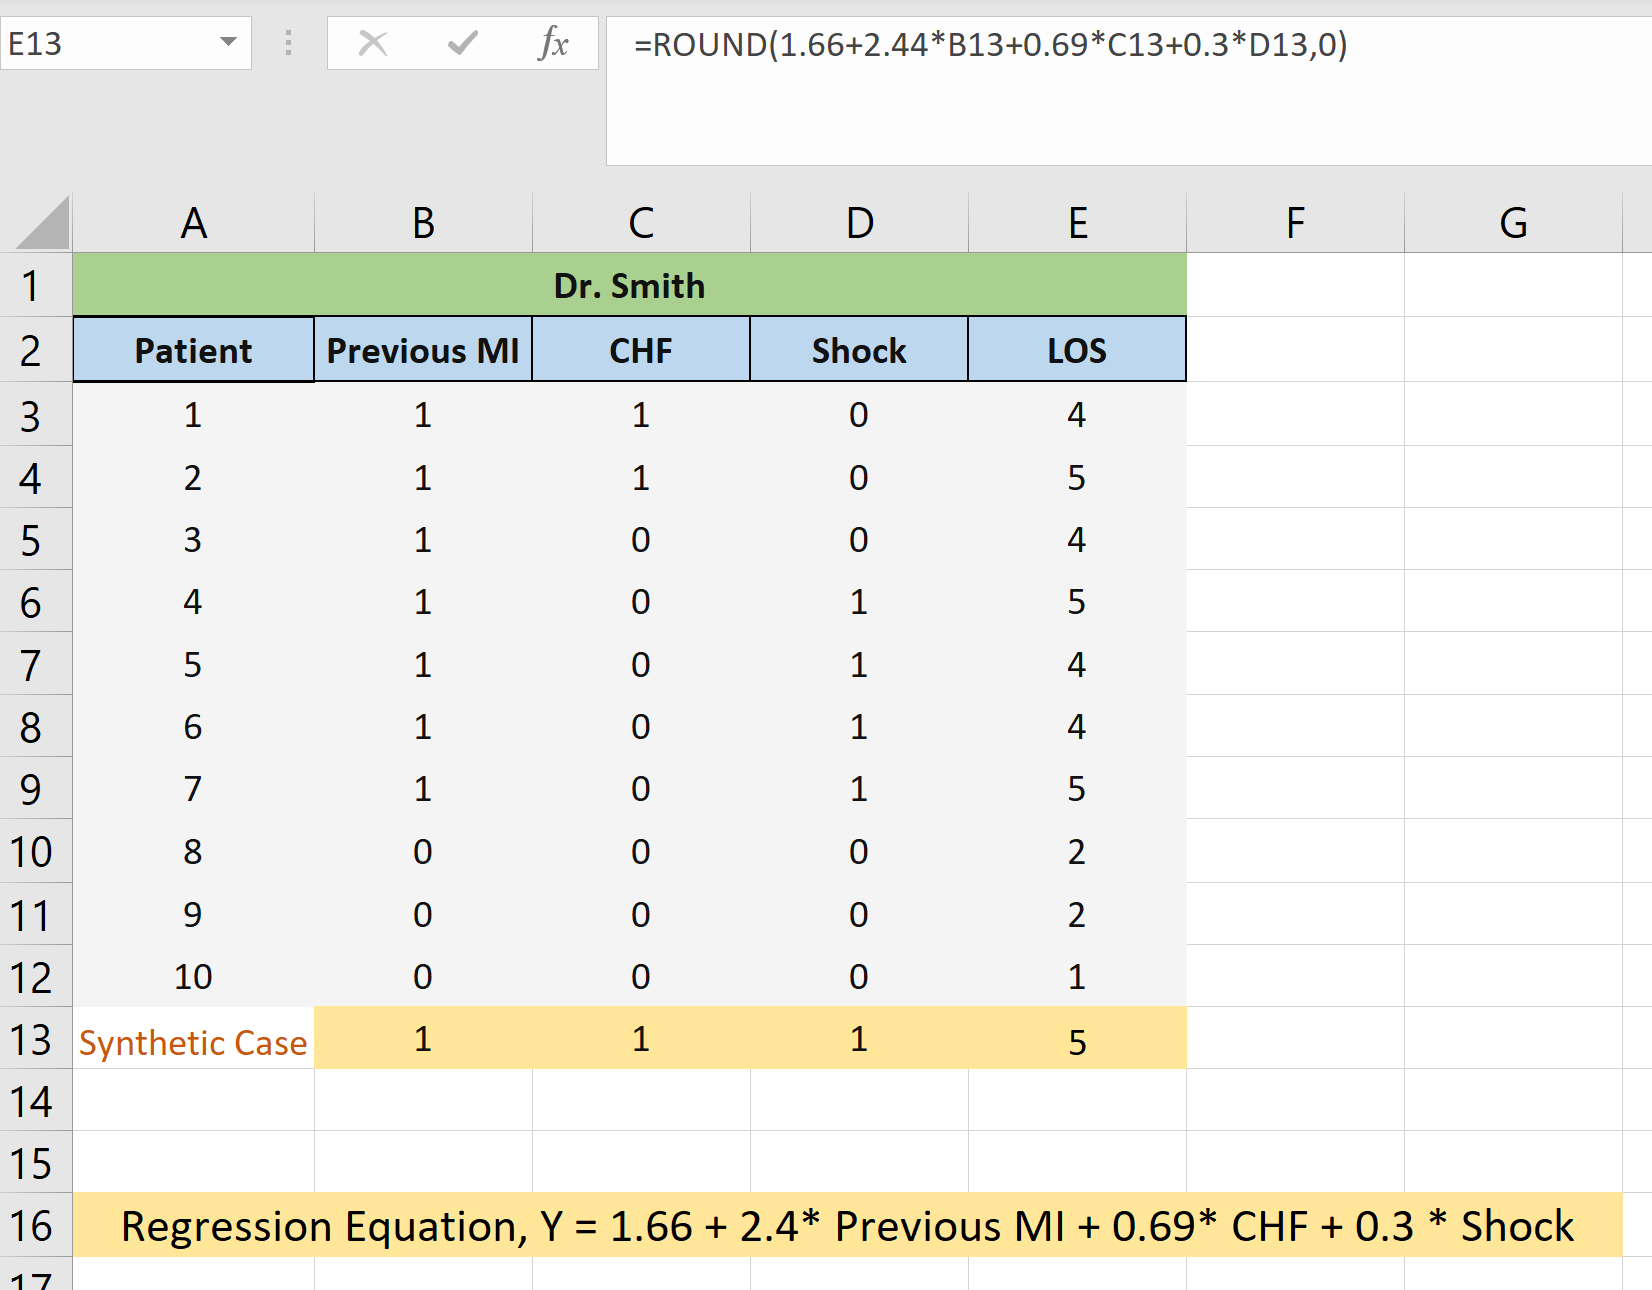 E13 fx =ROUND(1.66+2.44*B13+0.69*C13+0.3*D13,0)
A B C D E F G
1 Dr. Smith
2 Patient Previous MI CHF Shock LOS
3 1 1 1 0 4
4 2 1 1 0 5
5 3 1 0 0 4
6 4 1 0 1 5
7 5 1 0 1 4
8 6 1 0 1 4
9 7 1 0 1 5
10 8 0 0 0 2
11 9 0 0 0 2
12 10 0 0 0 1
13 Synthetic Case 1 1 1 5
14
15
16 Regression Equation, Y = 1.66 + 2.4* Previous MI + 0.69* CHF + 0.3 * Shock
17